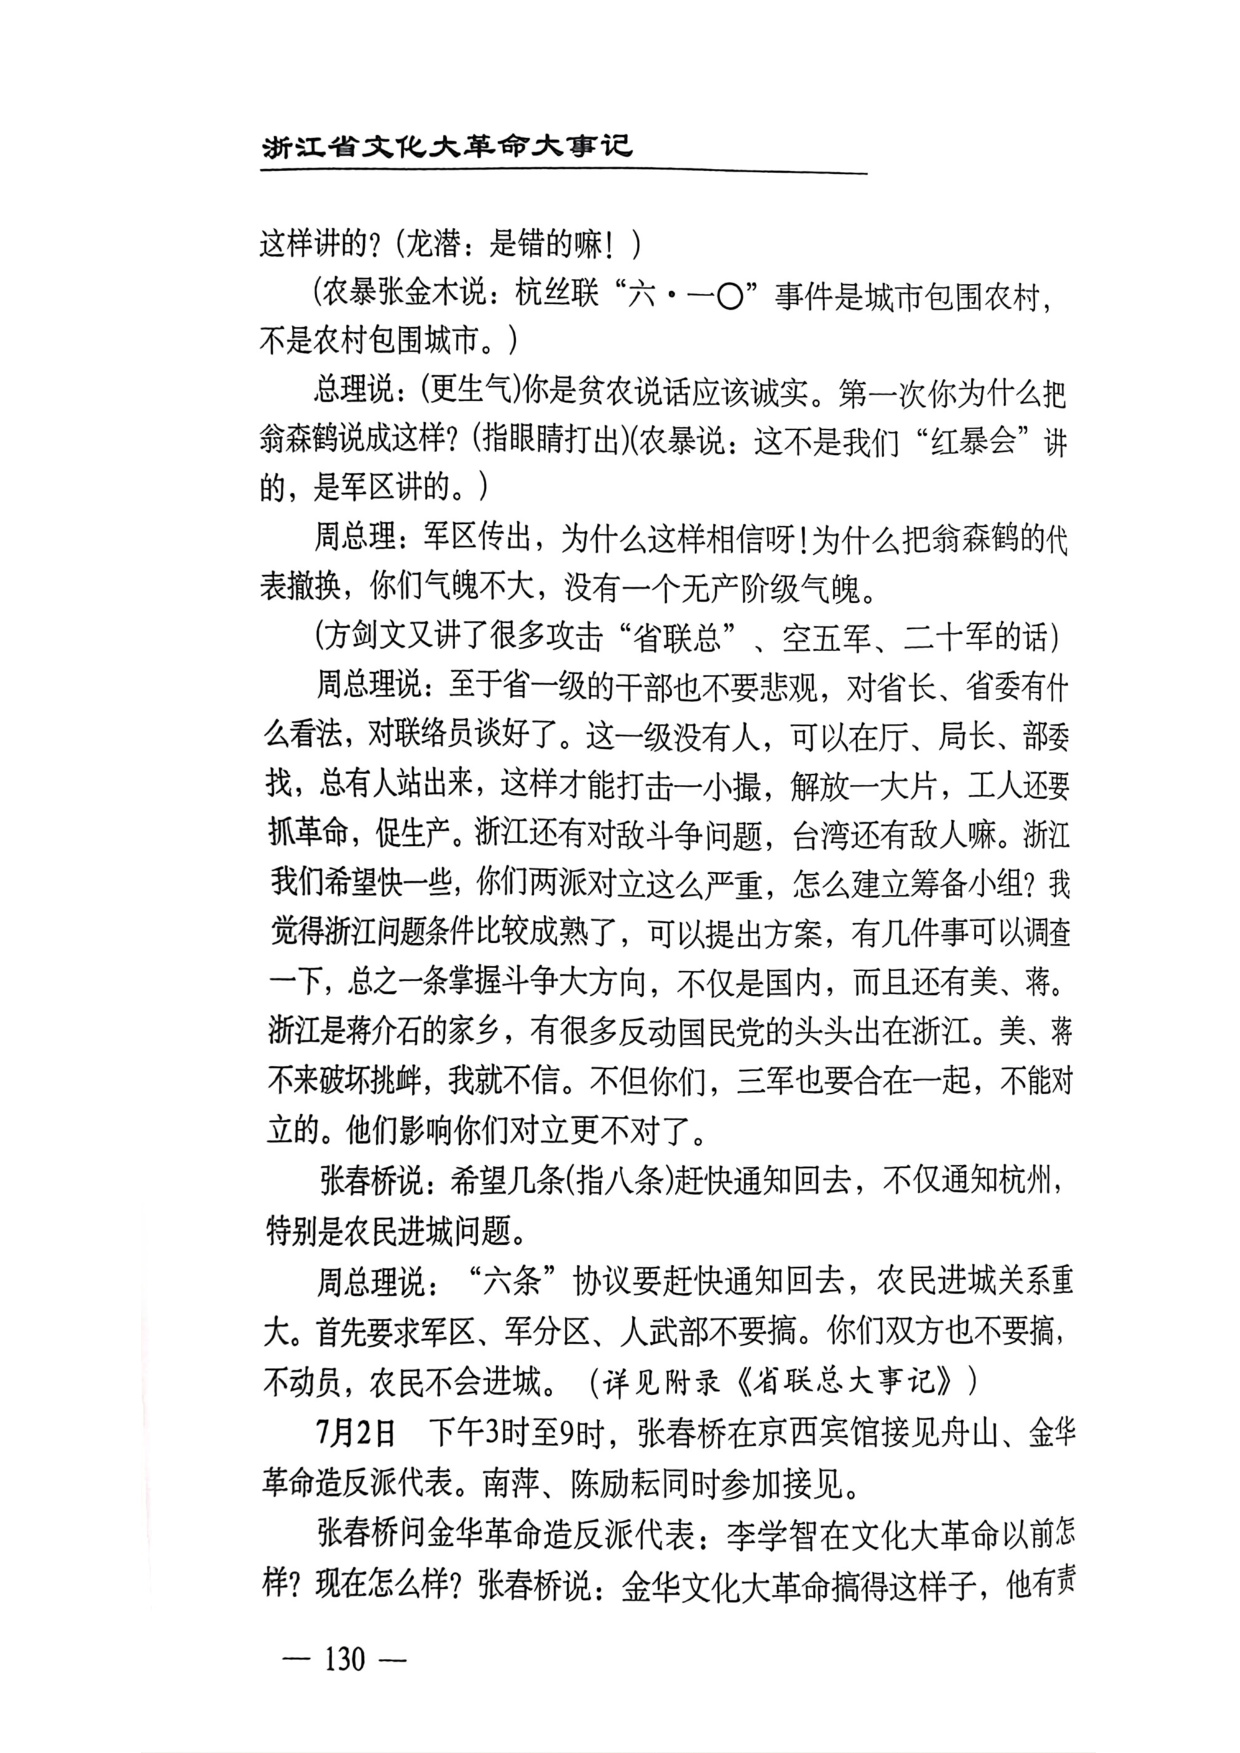 浙江省文化大革命大事记
这样讲的？（龙潜：是错的嘛！）
（农暴张金木说：杭丝联“六·一〇”事件是城市包围农村，
不是农村包围城市。）
总理说：（更生气）你是贫农说话应该诚实。第一次你为什么把
翁森鹤说成这样？（指眼睛打出）（农暴说：这不是我们“红暴会”讲
的，是军区讲的。）
周总理：军区传出，为什么这样相信呀！为什么把翁森鹤的代
表撤换，你们气魄不大，没有一个无产阶级气魄。
（方剑文又讲了很多攻击“省联总”、空五军、二十军的话）
周总理说：至于省一级的干部也不要悲观，对省长、省委有什
么看法，对联络员谈好了。这一级没有人，可以在厅、局长、部委
找，总有人站出来，这样才能打击一小撮，解放一大片，工人还要
抓革命，促生产。浙江还有对敌斗争问题，台湾还有敌人嘛。浙江
我们希望快一些，你们两派对立这么严重，怎么建立筹备小组？我
觉得浙江问题条件比较成熟了，可以提出方案，有几件事可以调查
一下，总之一条掌握斗争大方向，不仅是国内，而且还有美、蒋。
浙江是蒋介石的家乡，有很多反动国民党的头头出在浙江。美、蒋
不来破坏挑衅，我就不信。不但你们，三军也要合在一起，不能对
立的。他们影响你们对立更不对了。
张春桥说：希望几条（指八条）赶快通知回去，不仅通知杭州，
特别是农民进城问题。
周总理说：“六条”协议要赶快通知回去，农民进城关系重
大。首先要求军区、军分区、人武部不要搞。你们双方也不要搞，
不动员，农民不会进城。（详见附录《省联总大事记》）
7月2日　下午3时至9时，张春桥在京西宾馆接见舟山、金华
革命造反派代表。南萍、陈励耘同时参加接见。
张春桥问金华革命造反派代表：李学智在文化大革命以前怎
样？现在怎么样？张春桥说：金华文化大革命搞得这样子，他有责
— 130 —